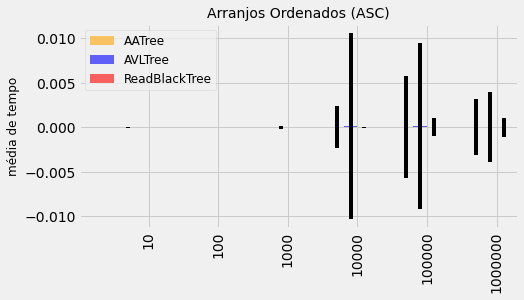 Arranjos Ordenados (ASC)
AATree
AVLTree
ReadBlackTree
média de tempo
0.010
0.005
0.000
−0.005
−0.010
10
100
1000
10000
100000
1000000